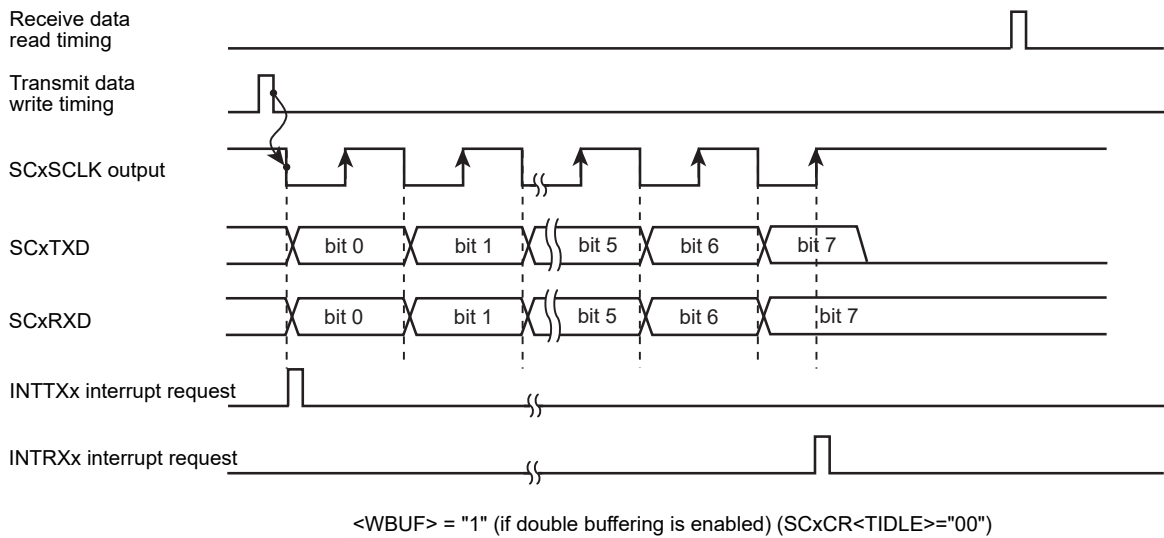 Receive data
read timing
Transmit data
write timing
SCxSCLK output
SCxTXD
bit 0
bit 1
bit 5
bit 6
bit 7
SCxRXD
bit 0
bit 1
bit 5
bit 6
bit 7
INTTXx interrupt request
INTRXx interrupt request
<WBUF> = "1" (if double buffering is enabled) (SCxCR<TIDLE>="00")